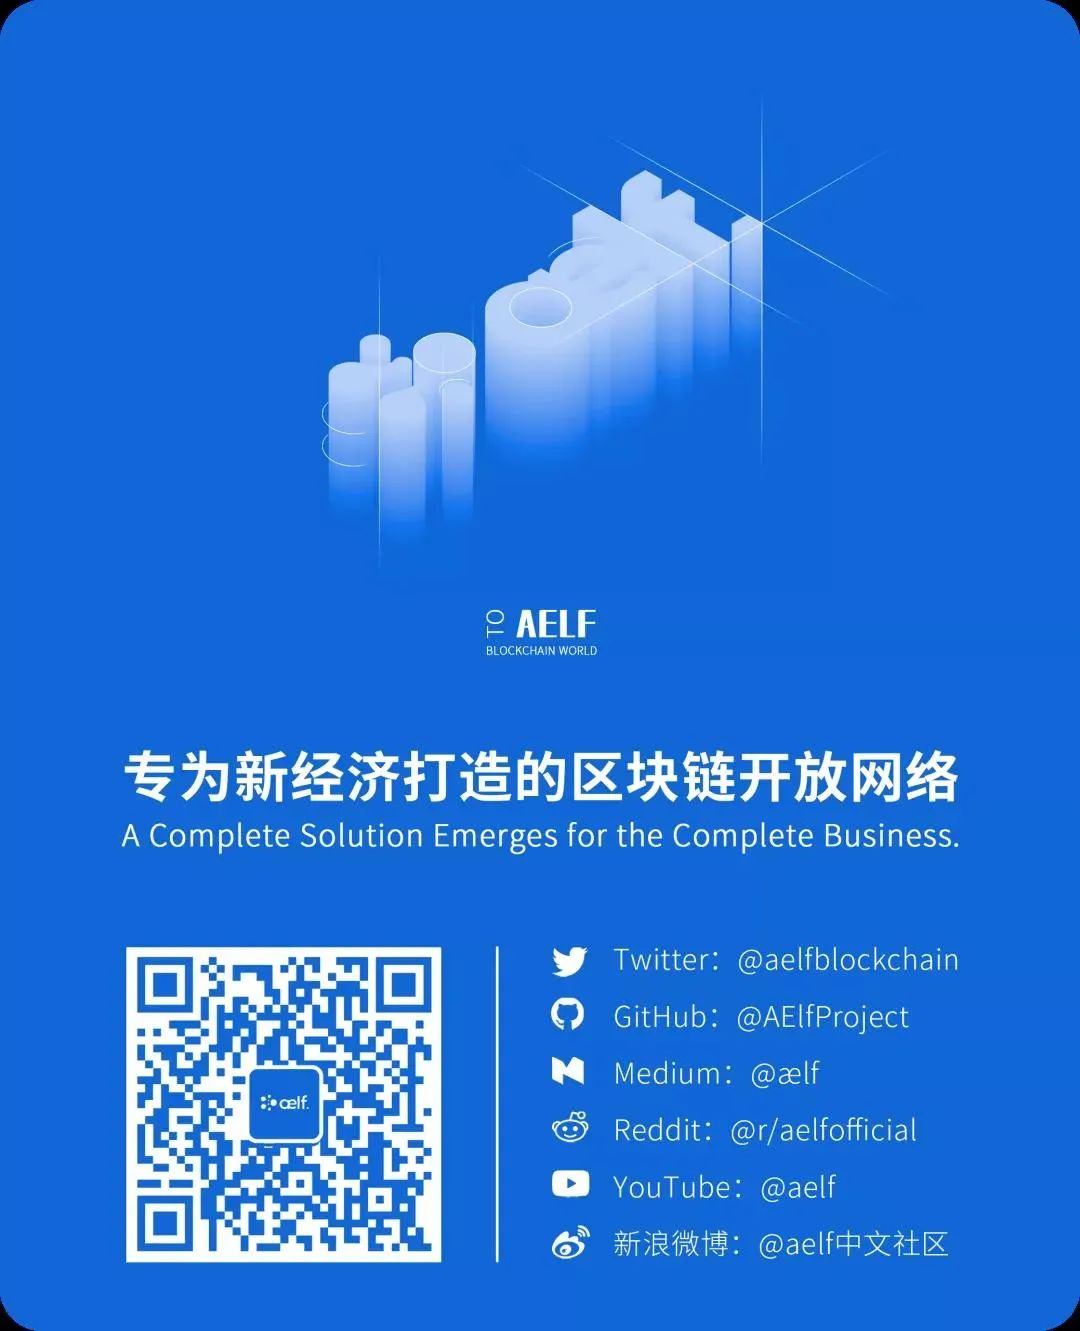 TO AELF
BLOCKCHAIN WORLD
专为新经济打造的区块链开放网络
A Complete Solution Emerges for the Complete Business.
ælf.
Twitter：@aelfblockchain
GitHub：@AElfProject
Medium：@ælf
Reddit：@r/aelfofficial
YouTube：@aelf
新浪微博：@aelf中文社区